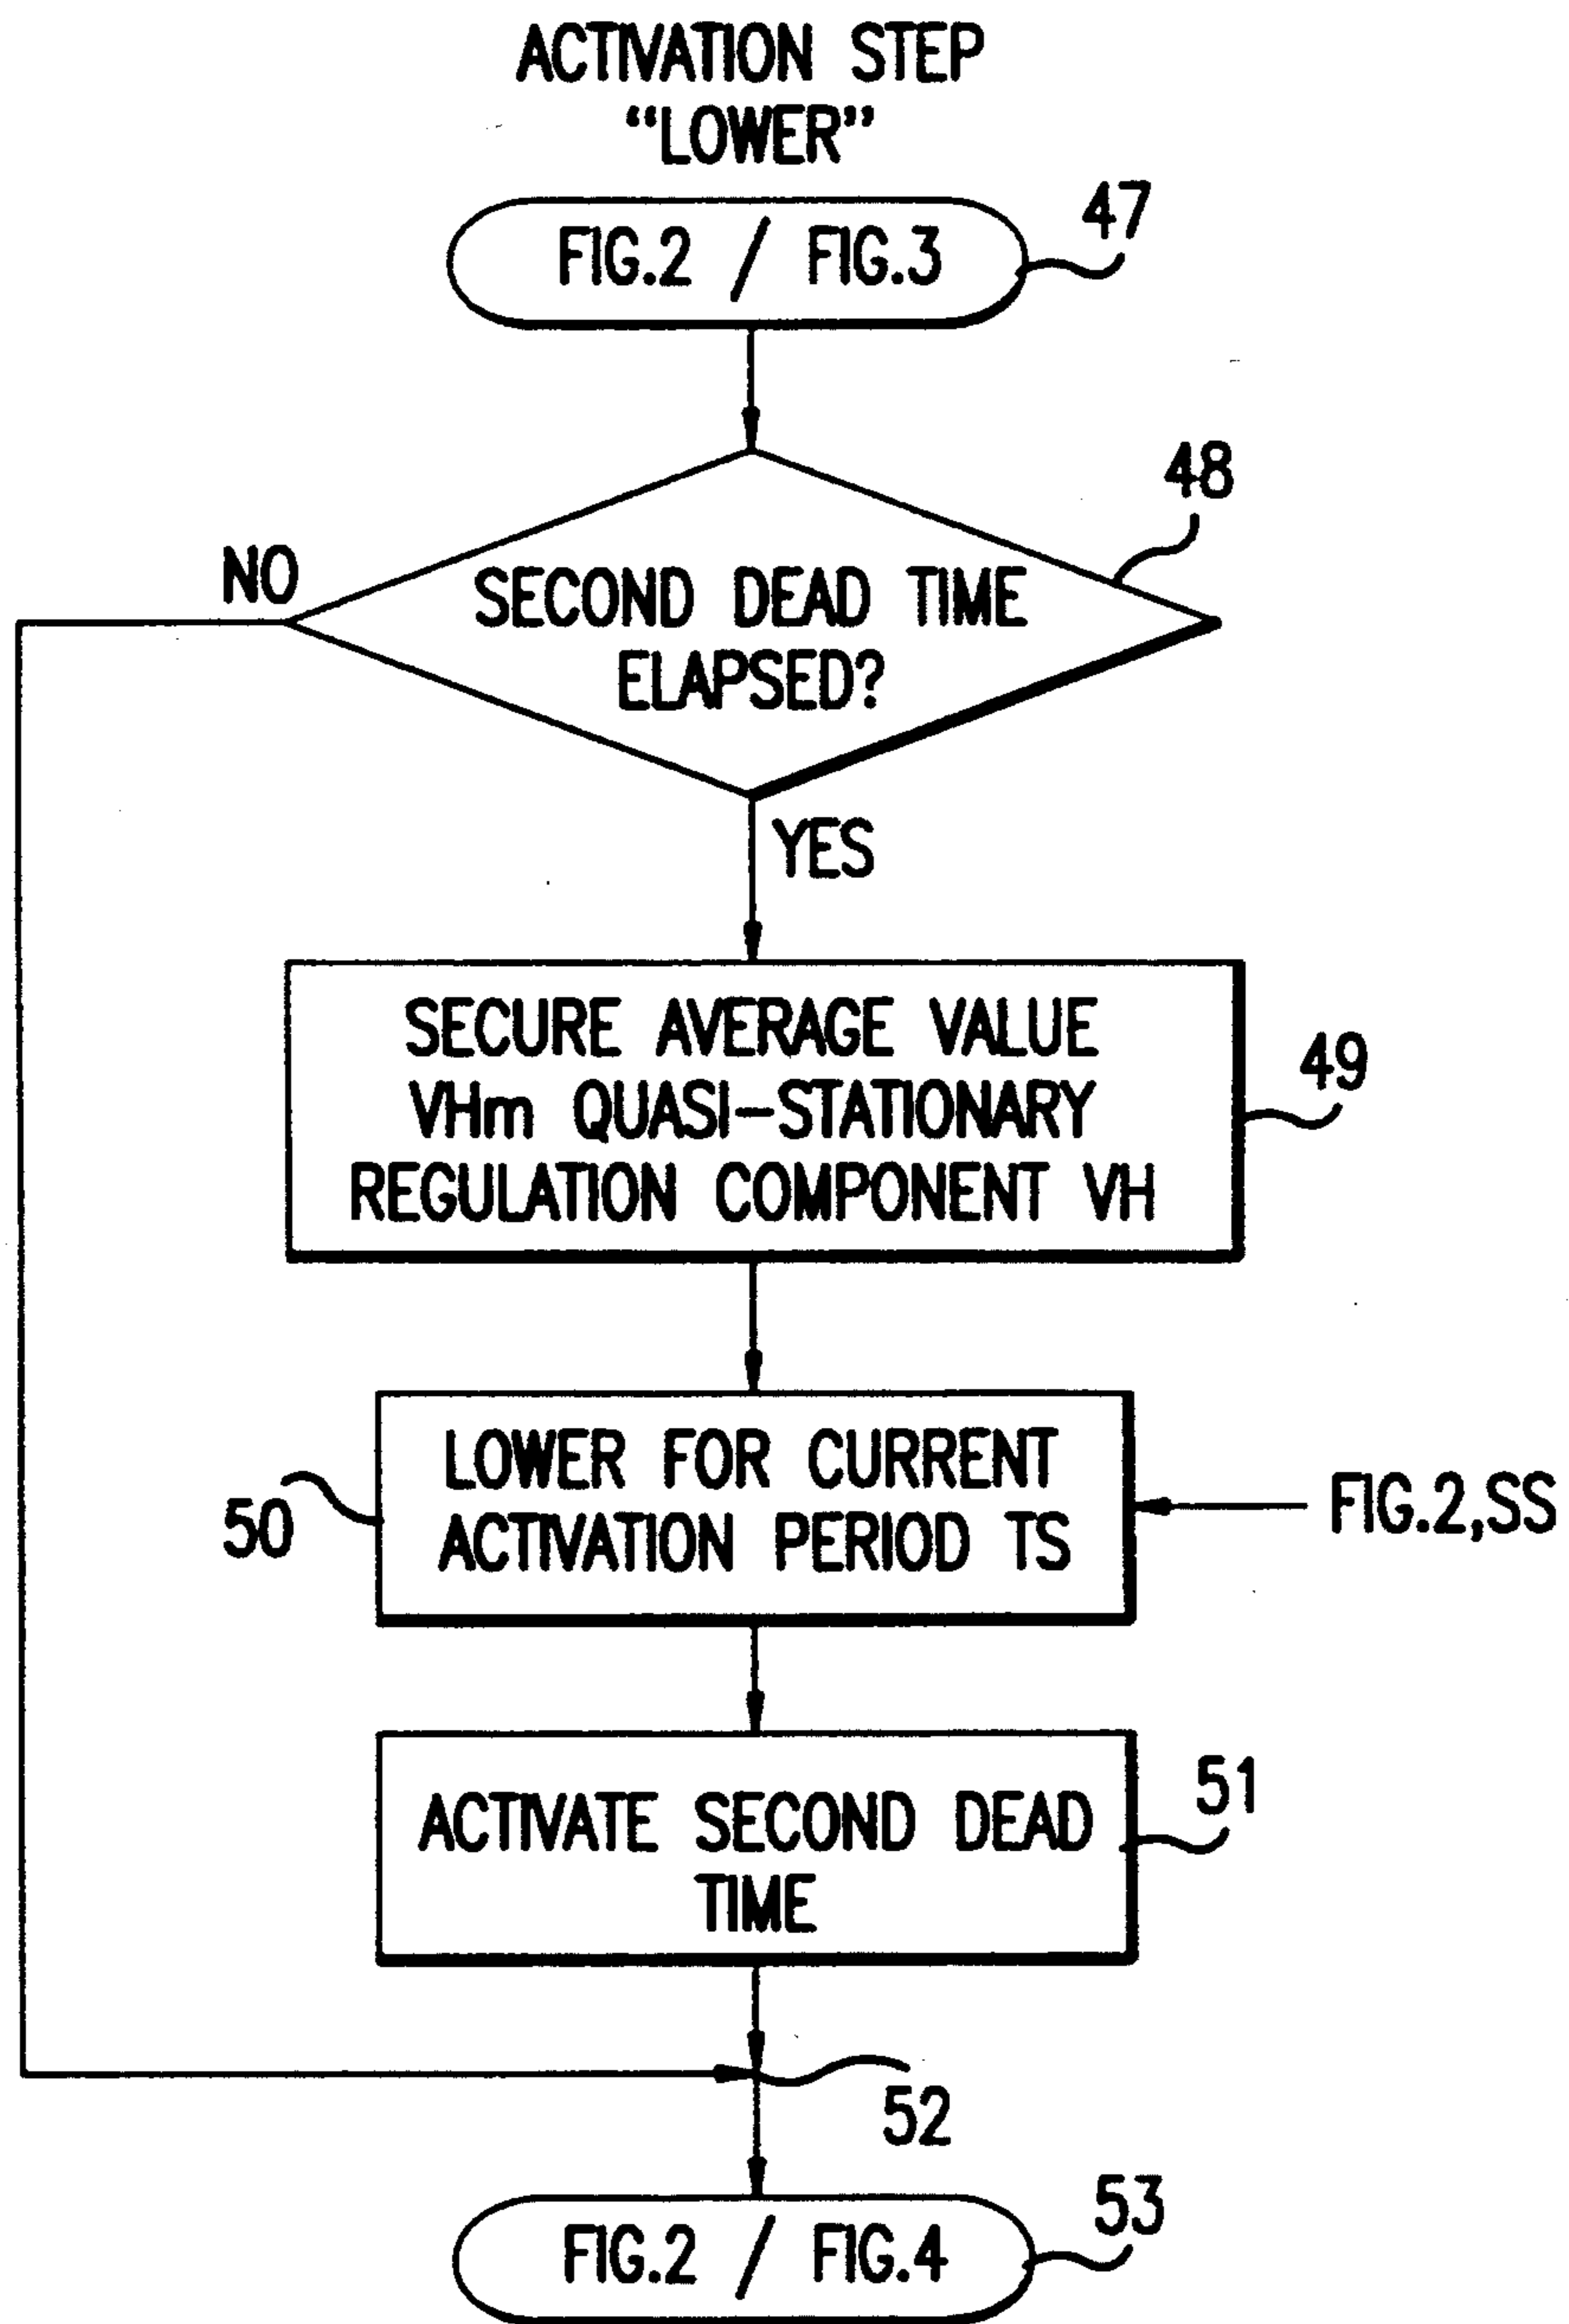 ACTIVATION STEP
“LOWER”
FIG.2 / FIG.3
47
48
NO
SECOND DEAD TIME
ELAPSED?
YES
SECURE AVERAGE VALUE
VHm QUASI-STATIONARY
REGULATION COMPONENT VH
49
LOWER FOR CURRENT
ACTIVATION PERIOD TS
50
FIG.2,SS
ACTIVATE SECOND DEAD
TIME
51
52
FIG.2 / FIG.4
53